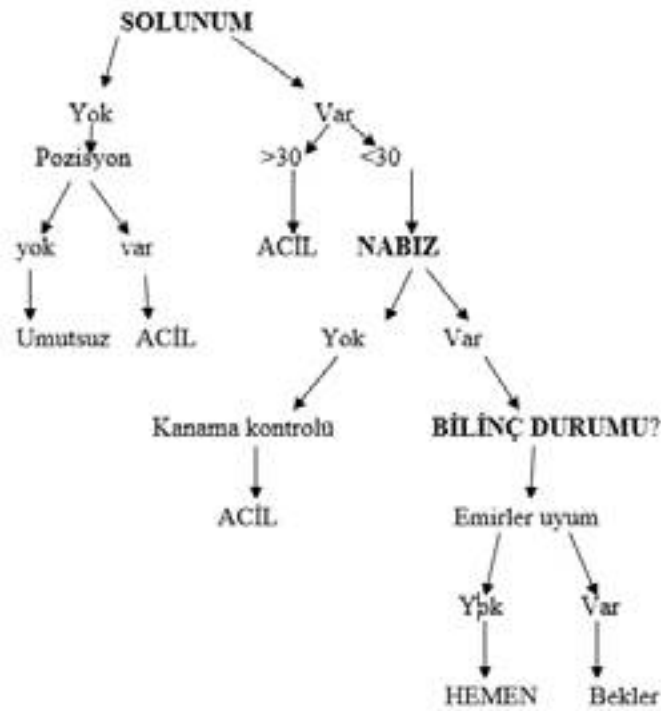 SOLUNUM
Yok Var
Pozisyon >30 <30
yok var ACİL NABIZ
Umutsuz ACİL Yok Var
Kanama kontrolü BİLİNÇ DURUMU?
ACİL Emirler uyum
Yok Var
HEMEN Bekler